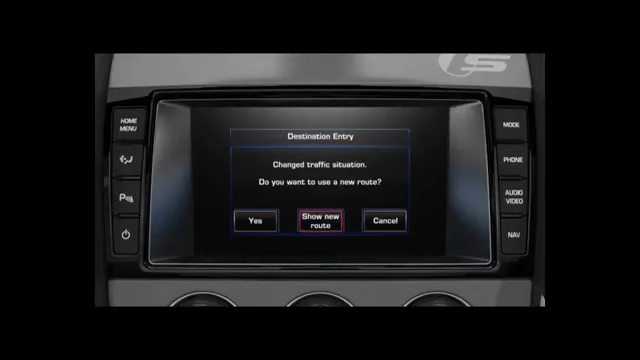 HOME
MENU
MODE
PHONE
AUDIO
VIDEO
NAV
Destination Entry
Changed traffic situation.
Do you want to use a new route?
Yes
Show new
route
Cancel